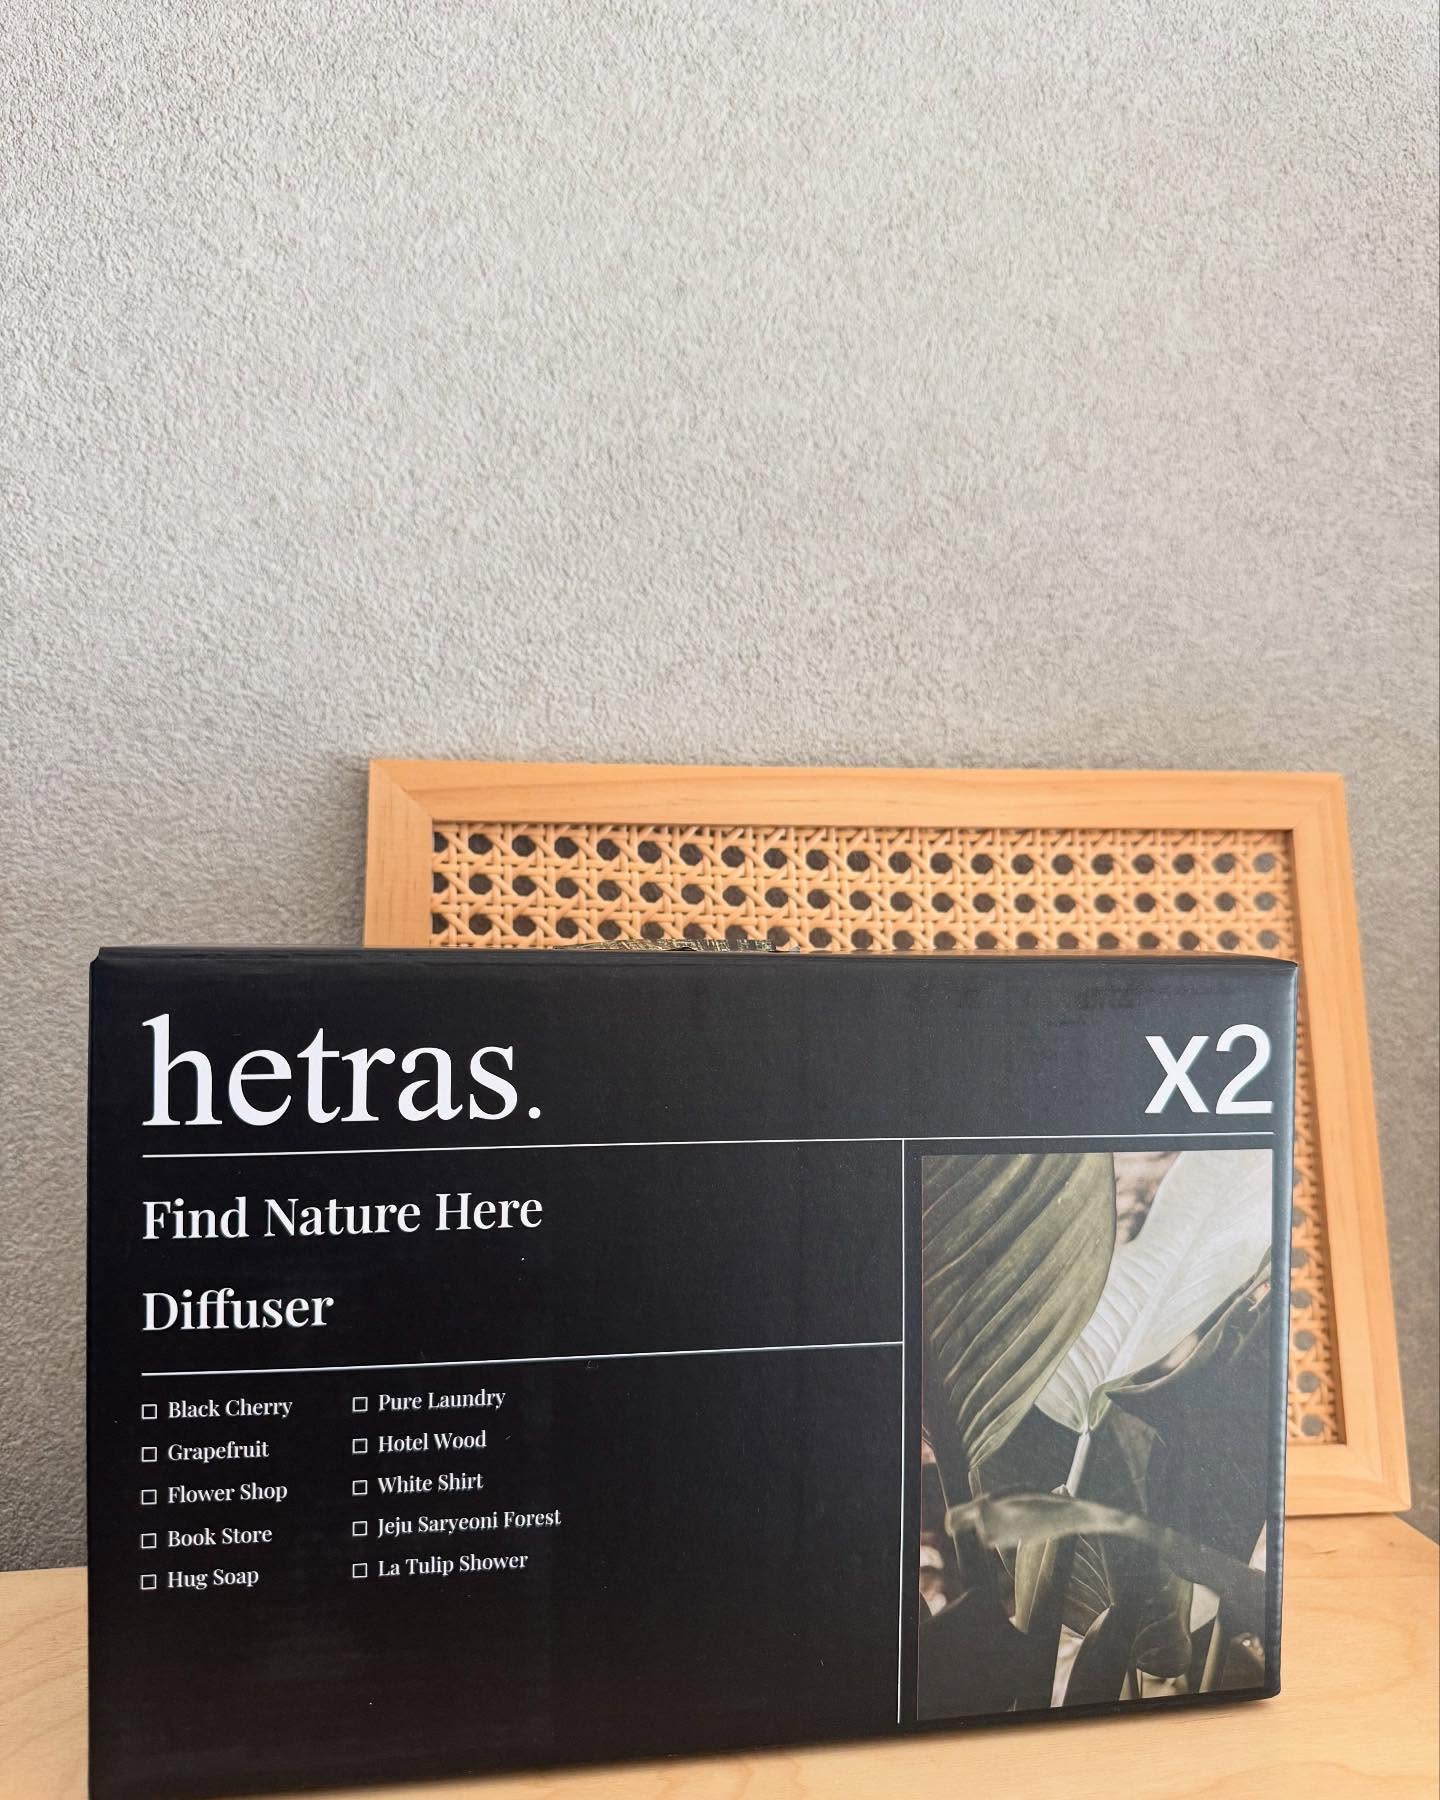 hetras.
x2
Find Nature Here
Diffuser
Black Cherry
Grapefruit
Flower Shop
Book Store
Hug Soap
Pure Laundry
Hotel Wood
White Shirt
Jeju Saryeoni Forest
La Tulip Shower